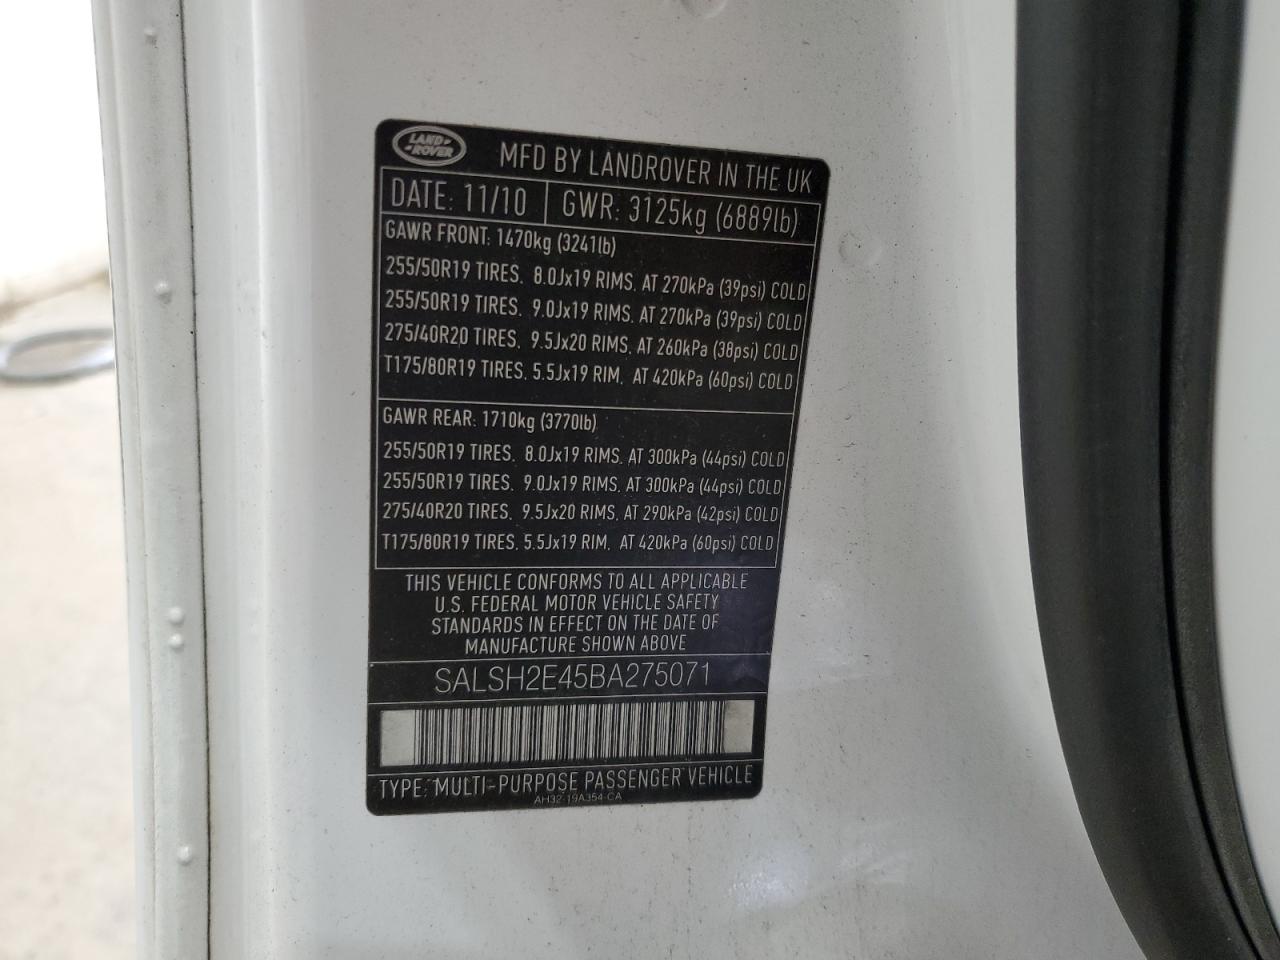 LAND ROVER
MFD BY LANDROVER IN THE UK
DATE: 11/10 GWR: 3125kg (6889lb)
GAWR FRONT: 1470kg (3241lb)
255/50R19 TIRES, 8.0Jx19 RIMS, AT 270kPa (39psi) COLD
255/50R19 TIRES, 9.0Jx19 RIMS, AT 270kPa (39psi) COLD
275/40R20 TIRES, 9.5Jx20 RIMS, AT 260kPa (38psi) COLD
T175/80R19 TIRES, 5.5Jx19 RIM, AT 420kPa (60psi) COLD
GAWR REAR: 1710kg (3770lb)
255/50R19 TIRES, 8.0Jx19 RIMS, AT 300kPa (44psi) COLD
255/50R19 TIRES, 9.0Jx19 RIMS, AT 300kPa (44psi) COLD
275/40R20 TIRES, 9.5Jx20 RIMS, AT 290kPa (42psi) COLD
T175/80R19 TIRES, 5.5Jx19 RIM, AT 420kPa (60psi) COLD
THIS VEHICLE CONFORMS TO ALL APPLICABLE
U.S. FEDERAL MOTOR VEHICLE SAFETY
STANDARDS IN EFFECT ON THE DATE OF
MANUFACTURE SHOWN ABOVE
SALSH2E45BA275071
TYPE: MULTI-PURPOSE PASSENGER VEHICLE
AH32-19A354-CA